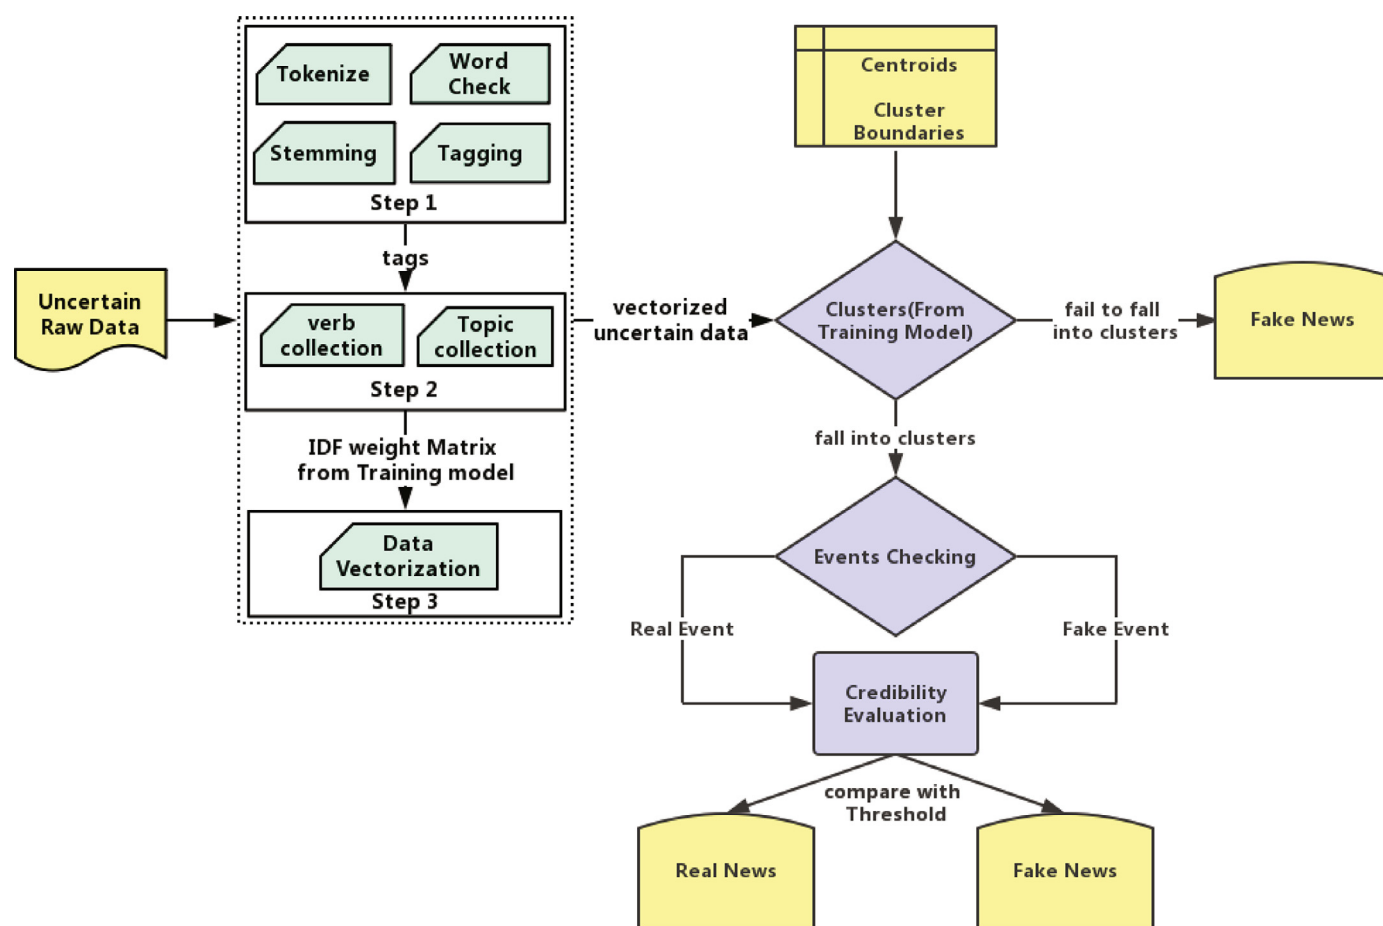 Tokenize
Word
Check
Stemming
Tagging
Step 1
tags
Uncertain
Raw Data
verb
collection
Topic
collection
Step 2
IDF weight Matrix
from Training model
Data
Vectorization
Step 3
vectorized
uncertain data
Centroids
Cluster
Boundaries
Clusters(From
Training Model)
fail to fall
into clusters
Fake News
fall into clusters
Events Checking
Real Event
Fake Event
Credibility
Evaluation
compare with
Threshold
Real News
Fake News